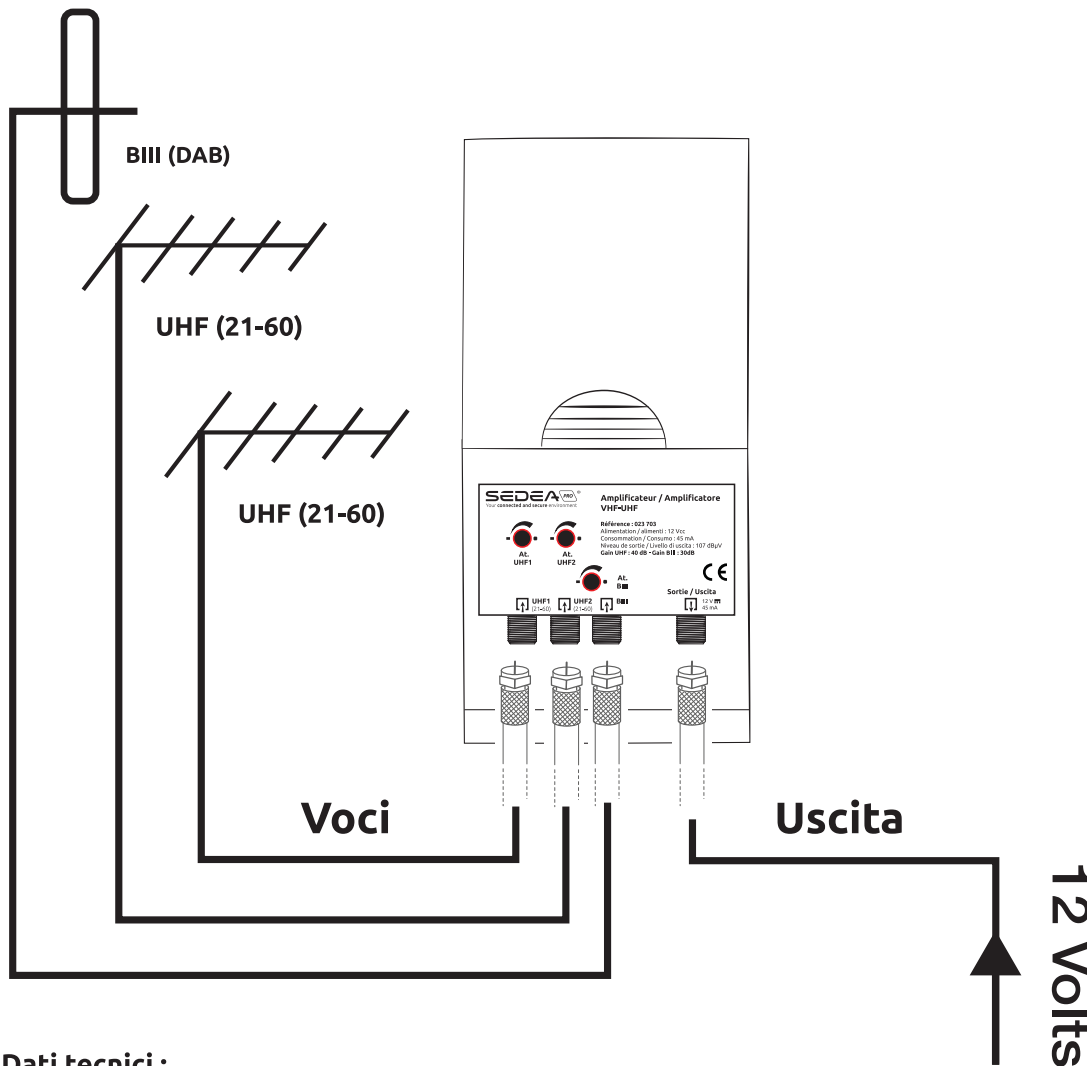 BIII (DAB)
UHF (21-60)
UHF (21-60)
SEDEA PRO®
Your connected and secure environment
Amplificateur / Amplificatore
VHF-UHF
Référence : 023 703
Alimentation / alimenti : 12 Vcc
Consommation / Consumo : 45 mA
Niveau de sortie / Livello di uscita : 107 dBµV
Gain UHF : 40 dB - Gain BIII : 30dB
At.
UHF1
At.
UHF2
At.
BIII
CE
Sortie / Uscita
UHF1
(21-60)
UHF2
(21-60)
BIII
12 V
45 mA
Voci
Uscita
12 Volts
Dati tecnici :